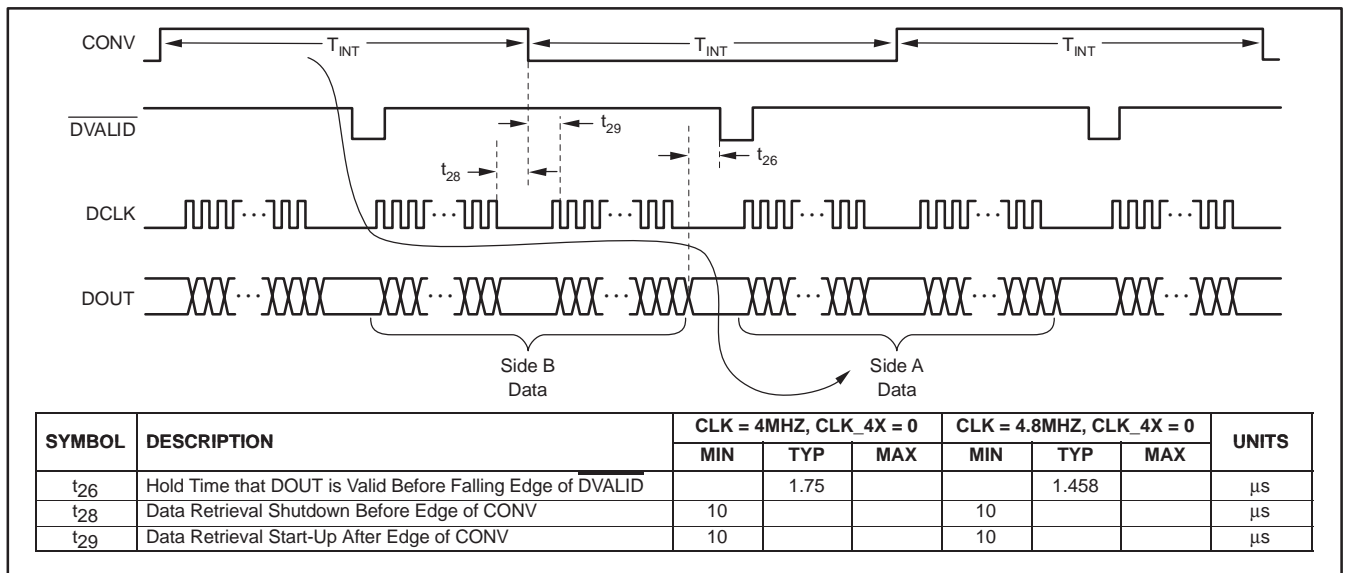 CONV
T_INT T_INT T_INT
DVALID
t29
t26
t28
DCLK
DOUT
Side B
Data
Side A
Data
SYMBOL DESCRIPTION CLK = 4MHZ, CLK_4X = 0 CLK = 4.8MHZ, CLK_4X = 0 UNITS
MIN TYP MAX MIN TYP MAX
t26 Hold Time that DOUT is Valid Before Falling Edge of DVALID 1.75 1.458 μs
t28 Data Retrieval Shutdown Before Edge of CONV 10 10 μs
t29 Data Retrieval Start-Up After Edge of CONV 10 10 μs